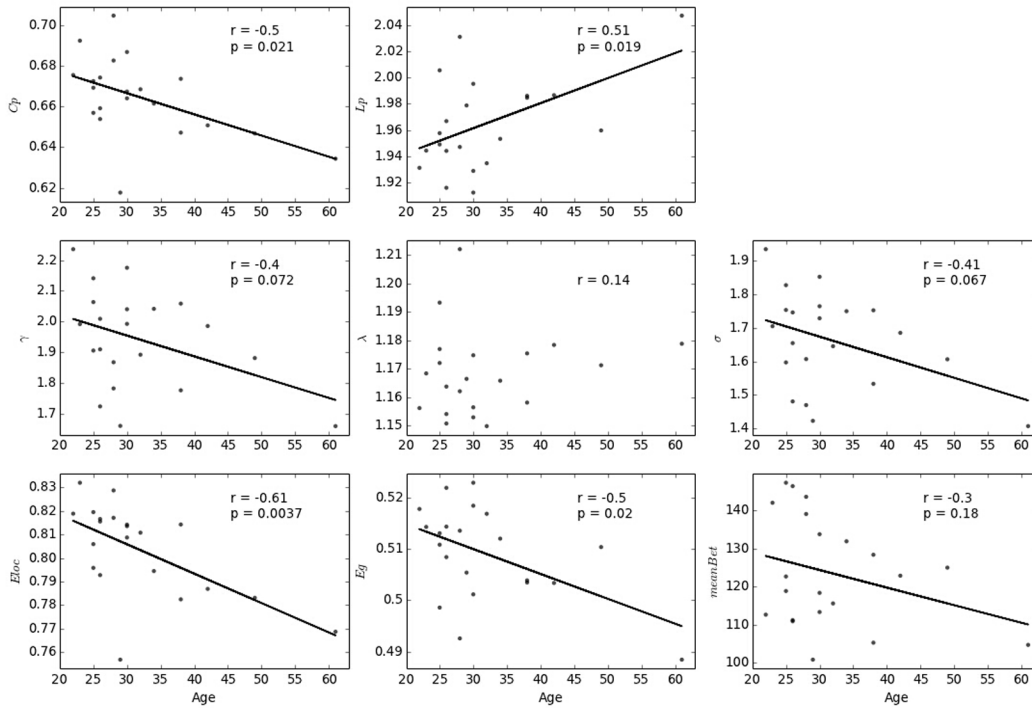 r = -0.5
p = 0.021
0.70
0.68
0.66
0.64
0.62
Cp
20 25 30 35 40 45 50 55 60
r = 0.51
p = 0.019
2.04
2.02
2.00
1.98
1.96
1.94
1.92
Lp
20 25 30 35 40 45 50 55 60
r = -0.4
p = 0.072
2.2
2.1
2.0
1.9
1.8
1.7
γ
20 25 30 35 40 45 50 55 60
r = 0.14
1.21
1.20
1.19
1.18
1.17
1.16
1.15
λ
20 25 30 35 40 45 50 55 60
r = -0.41
p = 0.067
1.9
1.8
1.7
1.6
1.5
1.4
σ
20 25 30 35 40 45 50 55 60
r = -0.61
p = 0.0037
0.83
0.82
0.81
0.80
0.79
0.78
0.77
0.76
Eloc
20 25 30 35 40 45 50 55 60
Age
r = -0.5
p = 0.02
0.52
0.51
0.5
0.49
Eg
20 25 30 35 40 45 50 55 60
Age
r = -0.3
p = 0.18
140
130
120
110
100
meanBet
20 25 30 35 40 45 50 55 60
Age